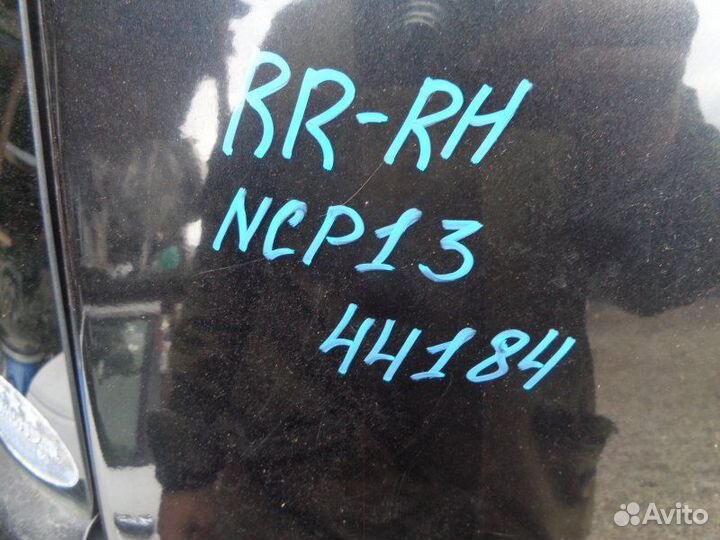 RR-RH
NCP13
44184
Avito